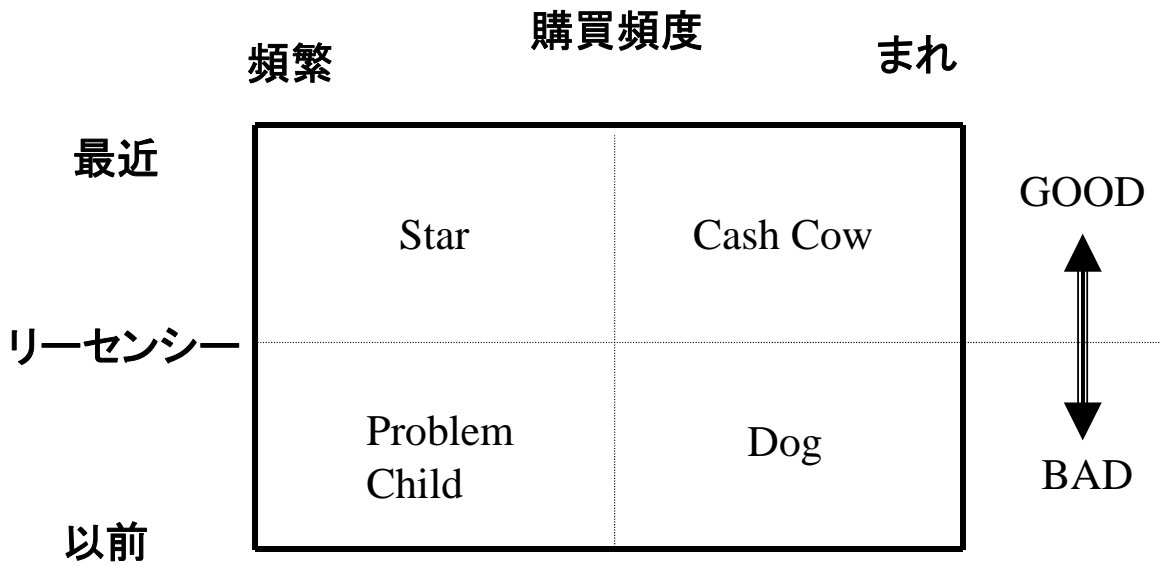 購買頻度
頻繁
まれ
最近
GOOD
Star
Cash Cow
リーセンシー
Problem
Child
Dog
BAD
以前